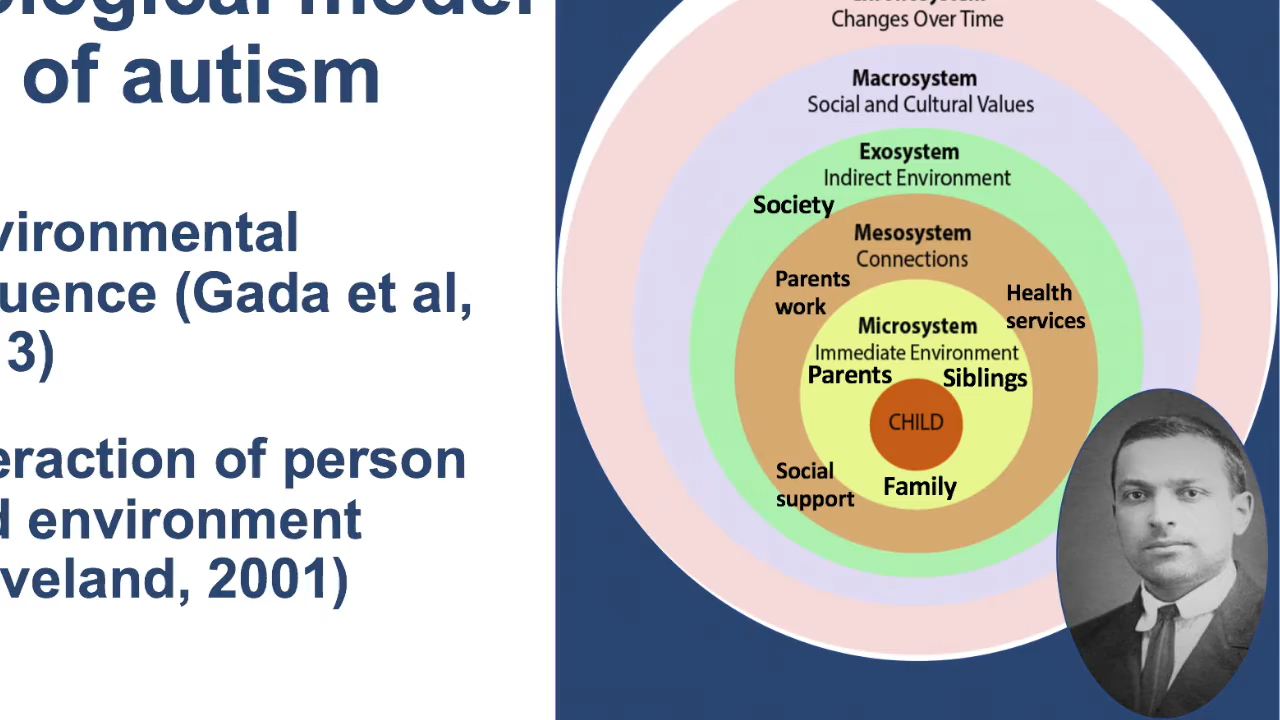 ological model
of autism
vironmental
uence (Gada et al,
3)
eraction of person
d environment
veland, 2001)
Changes Over Time
Macrosystem
Social and Cultural Values
Exosystem
Indirect Environment
Society
Mesosystem
Connections
Parents
work
Health
services
Microsystem
Immediate Environment
Parents
Siblings
CHILD
Social
support
Family